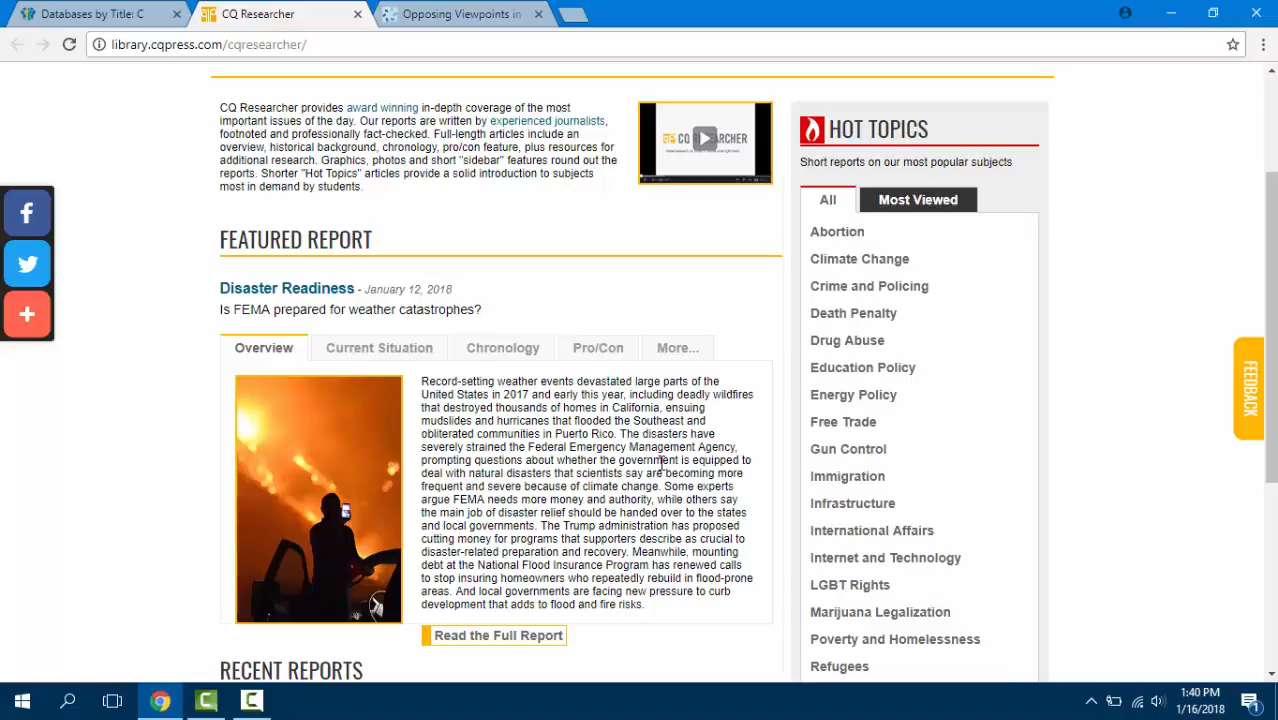 Databases by Title: C
CQ Researcher
Opposing Viewpoints in
library.cqpress.com/cqresearcher/
CQ Researcher provides award winning in-depth coverage of the most
important issues of the day. Our reports are written by experienced journalists,
footnoted and professionally fact-checked. Full-length articles include an
overview, historical background, chronology, pro/con feature, plus resources for
additional research. Graphics, photos and short "sidebar" features round out the
reports. Shorter "Hot Topics" articles provide a solid introduction to subjects
most in demand by students.
CQ RESEARCHER
FEATURED REPORT
Disaster Readiness - January 12, 2018
Is FEMA prepared for weather catastrophes?
Overview
Current Situation
Chronology
Pro/Con
More...
Record-setting weather events devastated large parts of the
United States in 2017 and early this year, including deadly wildfires
that destroyed thousands of homes in California, ensuing
mudslides and hurricanes that flooded the Southeast and
obliterated communities in Puerto Rico. The disasters have
severely strained the Federal Emergency Management Agency,
prompting questions about whether the government is equipped to
deal with natural disasters that scientists say are becoming more
frequent and severe because of climate change. Some experts
argue FEMA needs more money and authority, while others say
the main job of disaster relief should be handed over to the states
and local governments. The Trump administration has proposed
cutting money for programs that supporters describe as crucial to
disaster-related preparation and recovery. Meanwhile, mounting
debt at the National Flood Insurance Program has renewed calls
to stop insuring homeowners who repeatedly rebuild in flood-prone
areas. And local governments are facing new pressure to curb
development that adds to flood and fire risks.
Read the Full Report
RECENT REPORTS
HOT TOPICS
Short reports on our most popular subjects
All
Most Viewed
Abortion
Climate Change
Crime and Policing
Death Penalty
Drug Abuse
Education Policy
Energy Policy
Free Trade
Gun Control
Immigration
Infrastructure
International Affairs
Internet and Technology
LGBT Rights
Marijuana Legalization
Poverty and Homelessness
Refugees
FEEDBACK
1:40 PM
1/16/2018
1